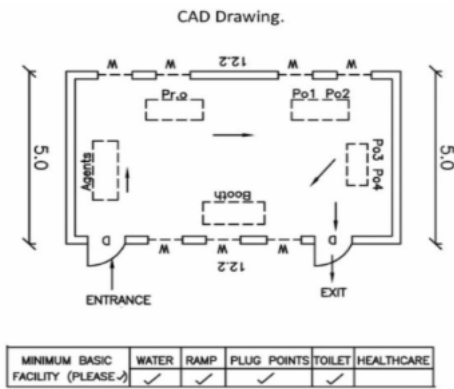 CAD Drawing.
W W 12.2 W W
Pr.o Po1 Po2
5.0 Agents Po3 Po4 5.0
Booth
D W W W D
12.2
ENTRANCE EXIT
MINIMUM BASIC FACILITY (PLEASE ✓) WATER RAMP PLUG POINTS TOILET HEALTHCARE
✓ ✓ ✓ ✓